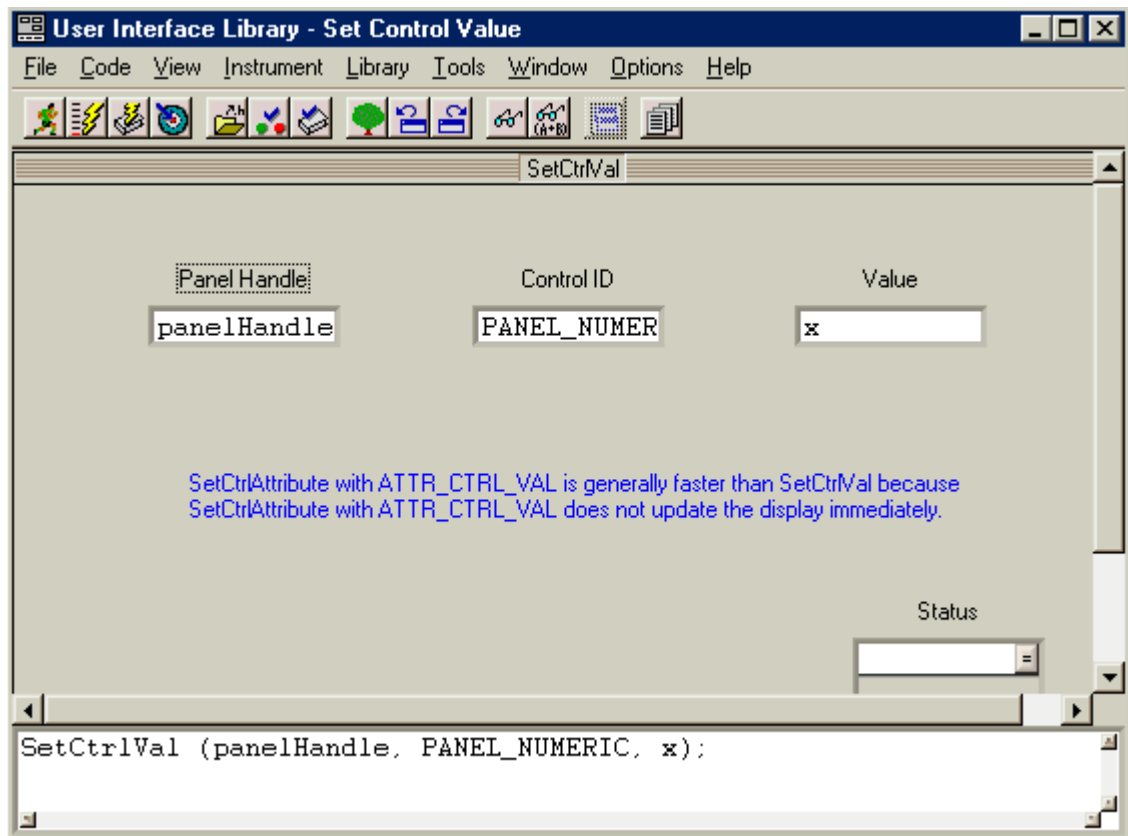 User Interface Library - Set Control Value
File Code View Instrument Library Tools Window Options Help
(A+B)
SetCtrlVal
Panel Handle Control ID Value
panelHandle PANEL_NUMER x
SetCtrlAttribute with ATTR_CTRL_VAL is generally faster than SetCtrlVal because
SetCtrlAttribute with ATTR_CTRL_VAL does not update the display immediately.
Status
=
SetCtrlVal (panelHandle, PANEL_NUMERIC, x);